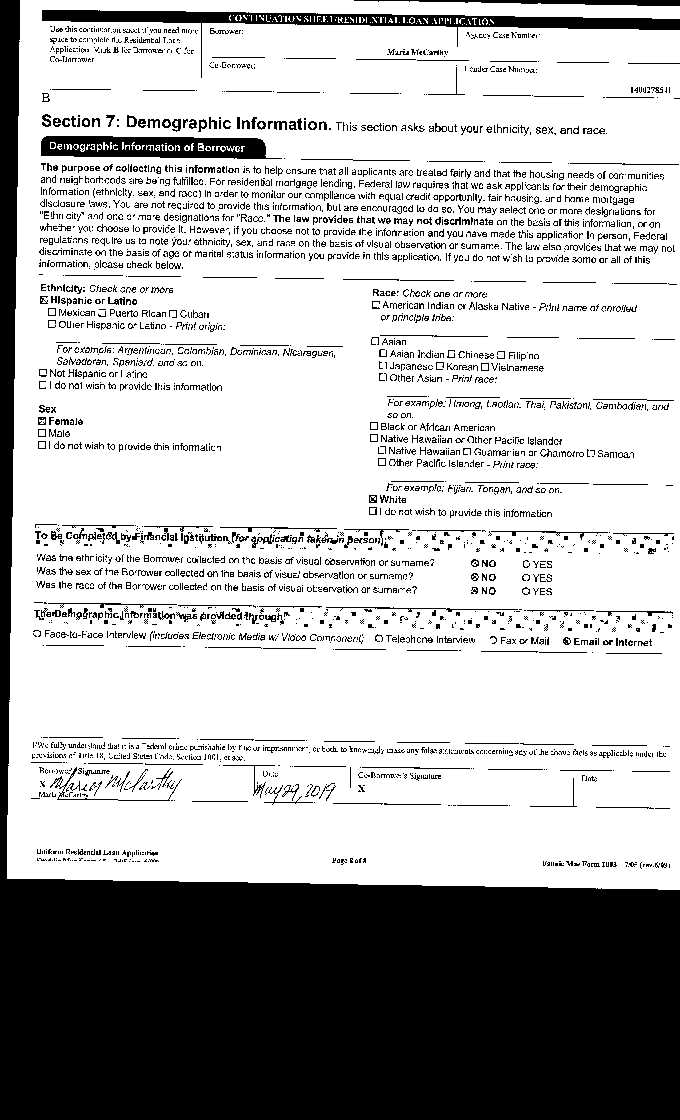 CONTINUATION SHEET/RESIDENTIAL LOAN APPLICATION
Use this continuation sheet if you need more
space to complete the Residential Loan
Application. Mark B for Borrower or C for
Co-Borrower.
Borrower:
Maria McCarthy
Co-Borrower:
Agency Case Number:
Lender Case Number:
B
Section 7: Demographic Information. This section asks about your ethnicity, sex, and race.
Demographic Information of Borrower
The purpose of collecting this information is to help ensure that all applicants are treated fairly and that the housing needs of communities
and neighborhoods are being fulfilled. For residential mortgage lending, Federal law requires that we ask applicants for their demographic
information (ethnicity, sex, and race) in order to monitor our compliance with equal credit opportunity, fair housing, and home mortgage
disclosure laws. You are not required to provide this information, but are encouraged to do so. You may select one or more designations for
"Ethnicity" and one or more designations for "Race." The law provides that we may not discriminate on the basis of this information, or on
whether you choose to provide it. However, if you choose not to provide the information and you have made this application in person, Federal
regulations require us to note your ethnicity, sex, and race on the basis of visual observation or surname. The law also provides that we may not
discriminate on the basis of age or marital status information you provide in this application. If you do not wish to provide some or all of this
information, please check below.
Ethnicity: Check one or more
☒ Hispanic or Latino
☐ Mexican ☐ Puerto Rican ☐ Cuban
☐ Other Hispanic or Latino - Print origin:
For example: Argentinean, Colombian, Dominican, Nicaraguan,
Salvadoran, Spaniard, and so on.
☐ Not Hispanic or Latino
☐ I do not wish to provide this information
Sex
☒ Female
☐ Male
☐ I do not wish to provide this information
Race: Check one or more
☐ American Indian or Alaska Native - Print name of enrolled
or principle tribe:
☐ Asian
☐ Asian Indian ☐ Chinese ☐ Filipino
☐ Japanese ☐ Korean ☐ Vietnamese
☐ Other Asian - Print race:
For example: Hmong, Laotian, Thai, Pakistani, Cambodian, and
so on.
☐ Black or African American
☐ Native Hawaiian or Other Pacific Islander
☐ Native Hawaiian ☐ Guamanian or Chamorro ☐ Samoan
☐ Other Pacific Islander - Print race:
For example: Fijian, Tongan, and so on.
☒ White
☐ I do not wish to provide this information
To Be Completed by Financial Institution (for application taken in person):
Was the ethnicity of the Borrower collected on the basis of visual observation or surname? ⊗ NO ○ YES
Was the sex of the Borrower collected on the basis of visual observation or surname? ⊗ NO ○ YES
Was the race of the Borrower collected on the basis of visual observation or surname? ⊗ NO ○ YES
The Demographic Information was provided through:
○ Face-to-Face Interview (includes Electronic Media w/ Video Component) ○ Telephone Interview ○ Fax or Mail ⊗ Email or Internet
I/We fully understand that it is a Federal crime punishable by fine or imprisonment, or both, to knowingly make any false statements concerning any of the above facts as applicable under the
provisions of Title 18, United States Code, Section 1001, et seq.
Borrower's Signature
X Maria McCarthy
Maria McCarthy
Date
May 29, 2019
Co-Borrower's Signature
X
Date
Uniform Residential Loan Application
Page 8 of 8
Fannie Mae Form 1003 7/05 (rev.6/09)